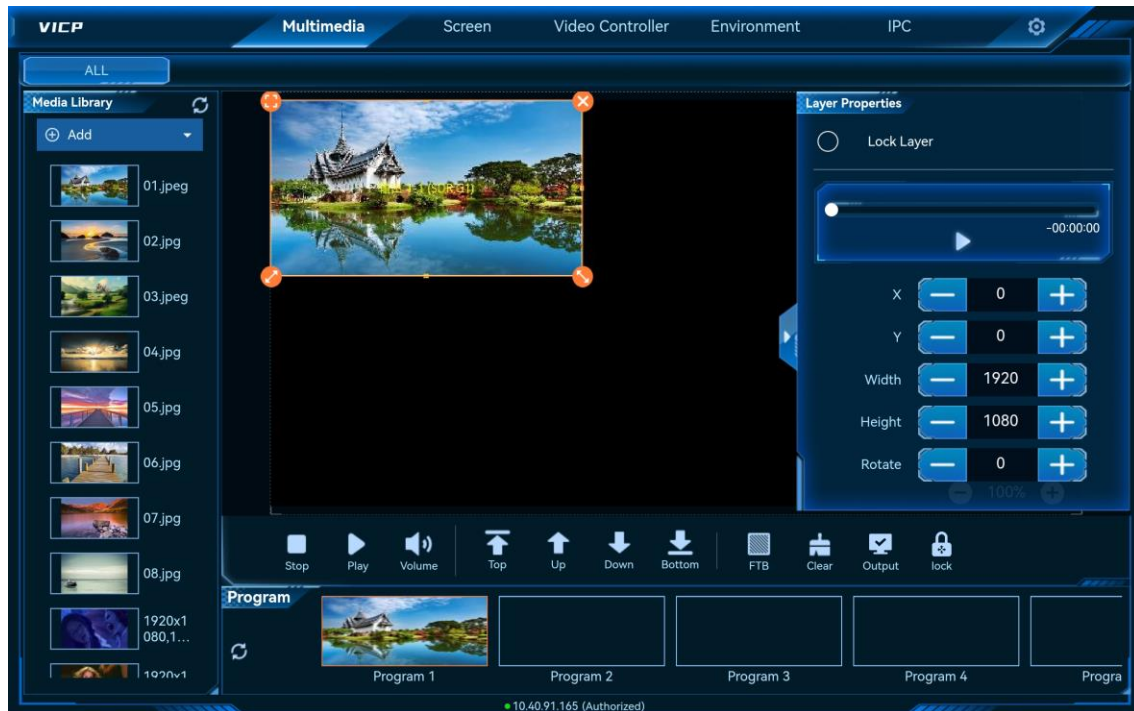 VICP
Multimedia
Screen
Video Controller
Environment
IPC
ALL
Media Library
Add
01.jpeg
02.jpg
03.jpeg
04.jpg
05.jpg
06.jpg
07.jpg
08.jpg
1920x1
080,1...
1920x1
Layer Properties
Lock Layer
-00:00:00
X
0
Y
0
Width
1920
Height
1080
Rotate
0
100%
Stop
Play
Volume
Top
Up
Down
Bottom
FTB
Clear
Output
lock
Program
Program 1
Program 2
Program 3
Program 4
Progra
10.40.91.165 (Authorized)